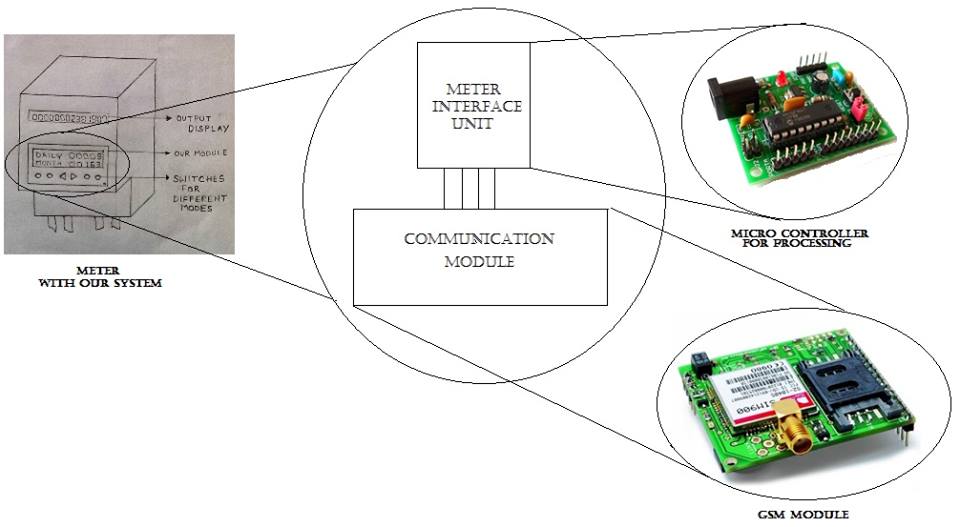 0000000238190
OUTPUT
DISPLAY
DAILY 00008
MONTH 00163
OUR MODULE
SWITCHES
FOR
DIFFERENT
MODES
METER
WITH OUR SYSTEM
METER
INTERFACE
UNIT
COMMUNICATION
MODULE
MICRO CONTROLLER
FOR PROCESSING
SIM900
GSM MODULE